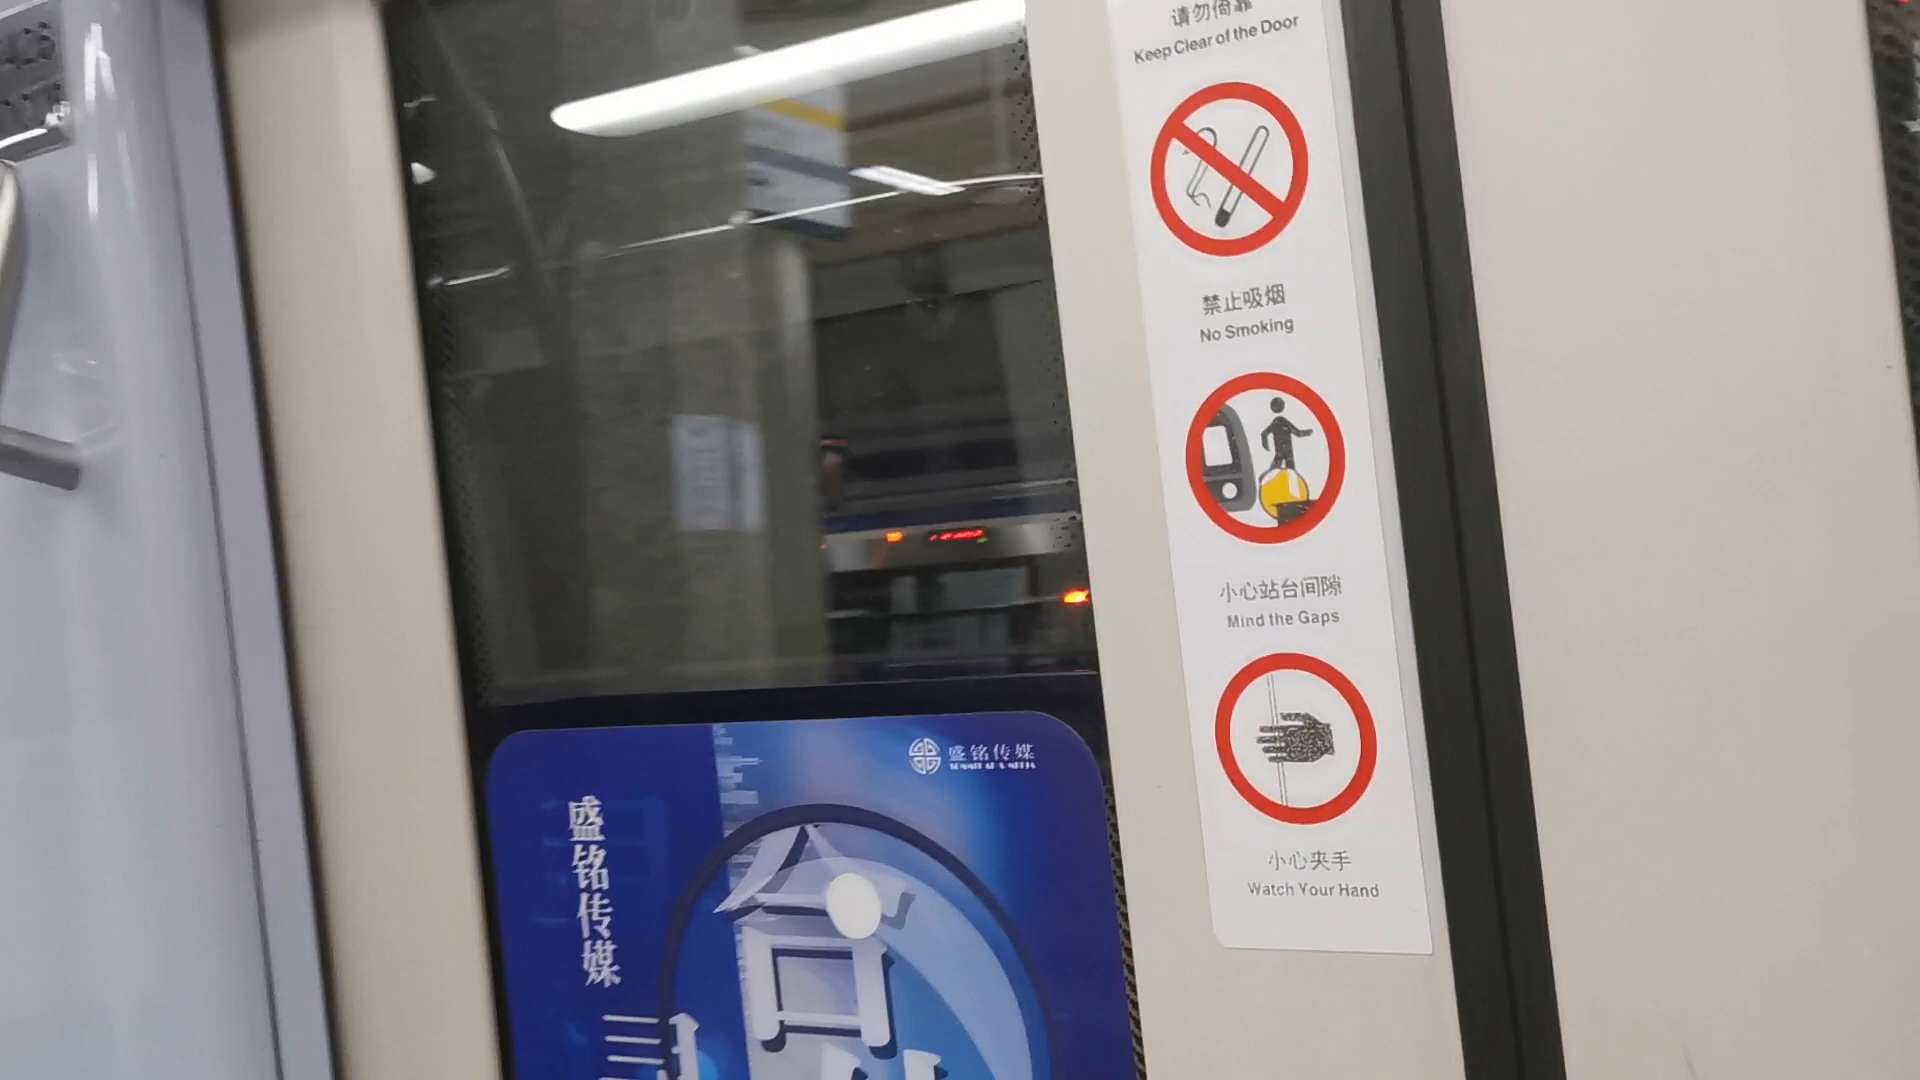 请勿倚靠
Keep Clear of the Door
禁止吸烟
No Smoking
小心站台间隙
Mind the Gaps
小心夹手
Watch Your Hand
盛铭传媒
盛铭传媒
合